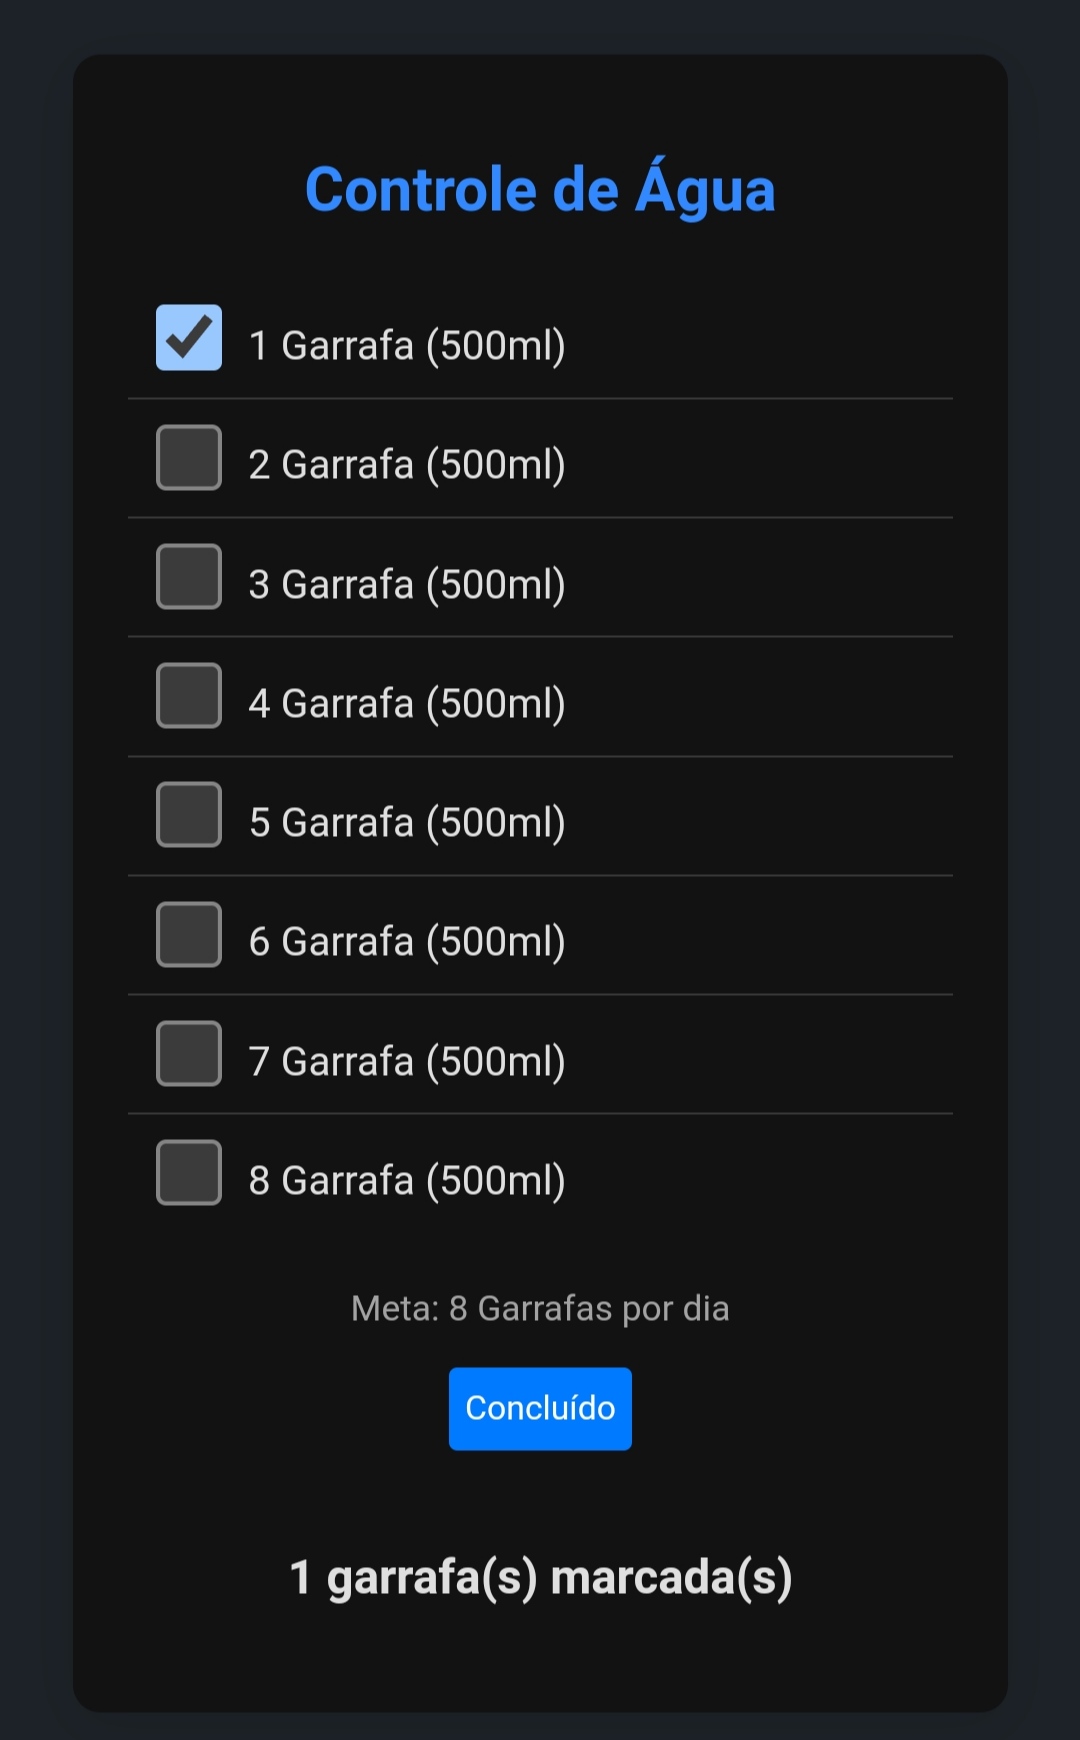 Controle de Água
1 Garrafa (500ml)
2 Garrafa (500ml)
3 Garrafa (500ml)
4 Garrafa (500ml)
5 Garrafa (500ml)
6 Garrafa (500ml)
7 Garrafa (500ml)
8 Garrafa (500ml)
Meta: 8 Garrafas por dia
Concluído
1 garrafa(s) marcada(s)